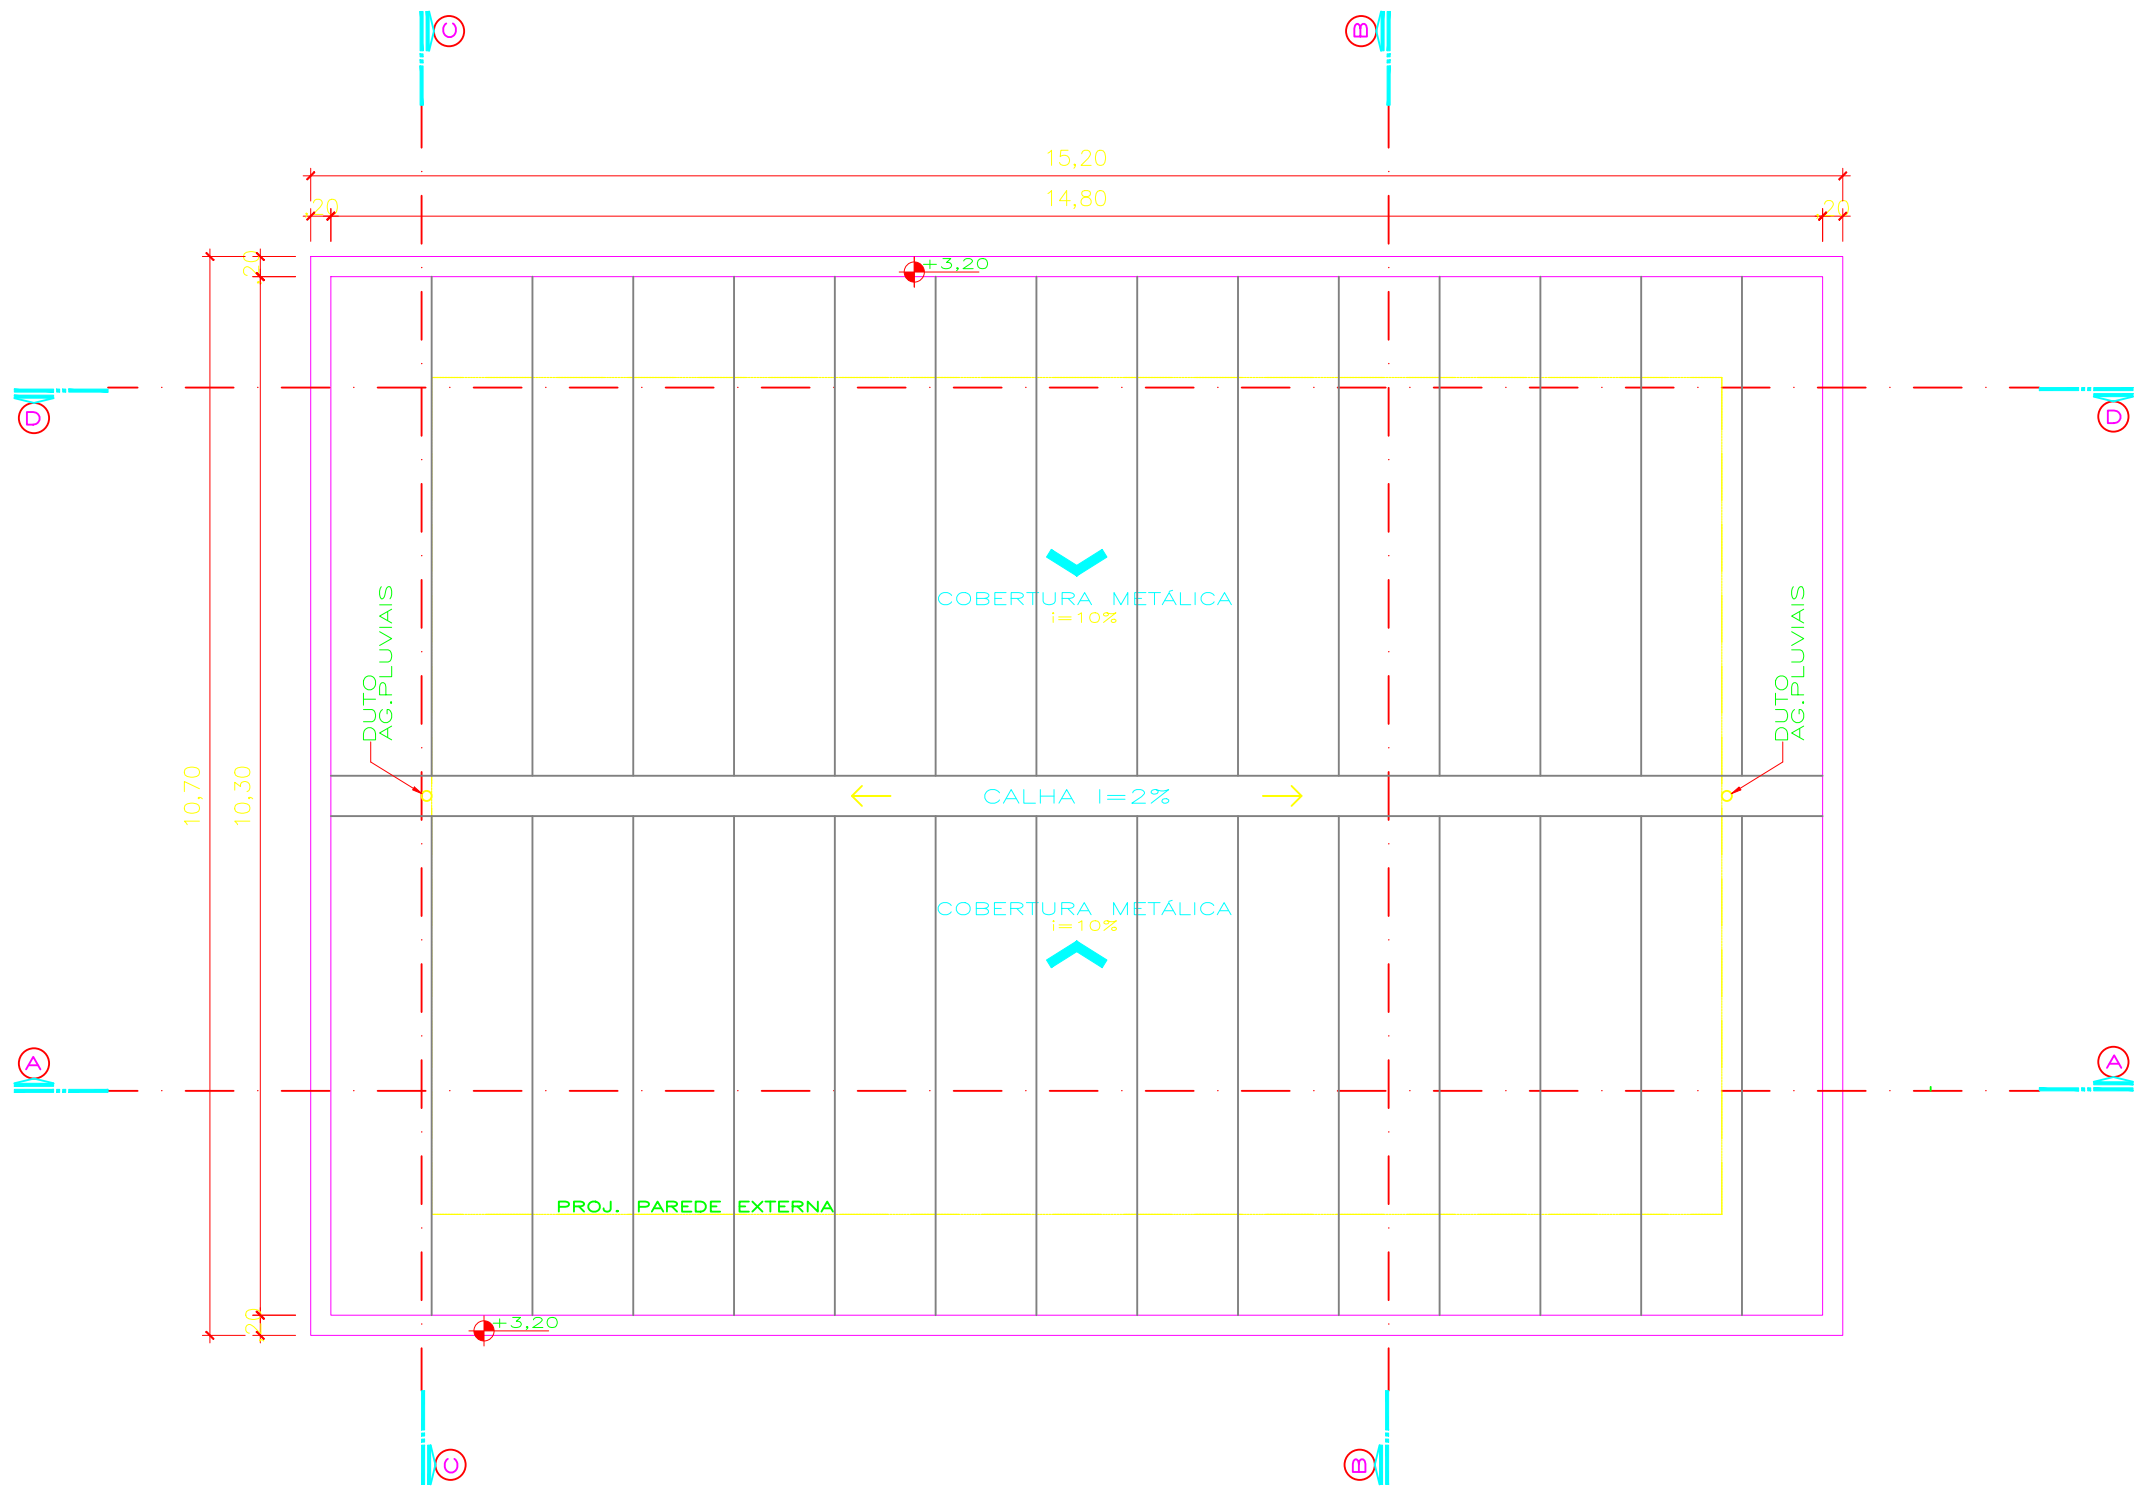 C
B
15,20
14,80
,20
,20
,20
+3,20
D
D
COBERTURA METÁLICA
i=10%
DUTO
AG.PLUVIAIS
DUTO
AG.PLUVIAIS
10,70
10,30
CALHA I=2%
COBERTURA METÁLICA
i=10%
A
A
PROJ. PAREDE EXTERNA
,20
+3,20
C
B